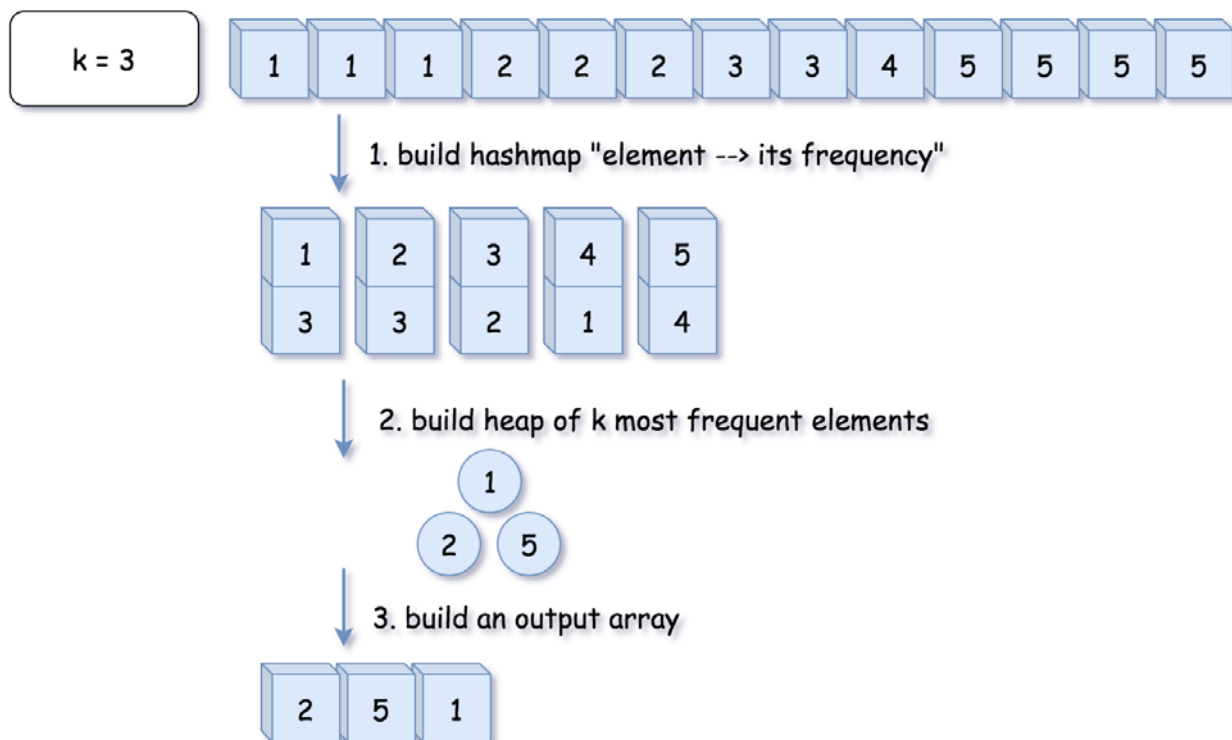 k = 3
1 1 1 2 2 2 3 3 4 5 5 5 5
1. build hashmap "element --> its frequency"
1 2 3 4 5
3 3 2 1 4
2. build heap of k most frequent elements
1
2 5
3. build an output array
2 5 1